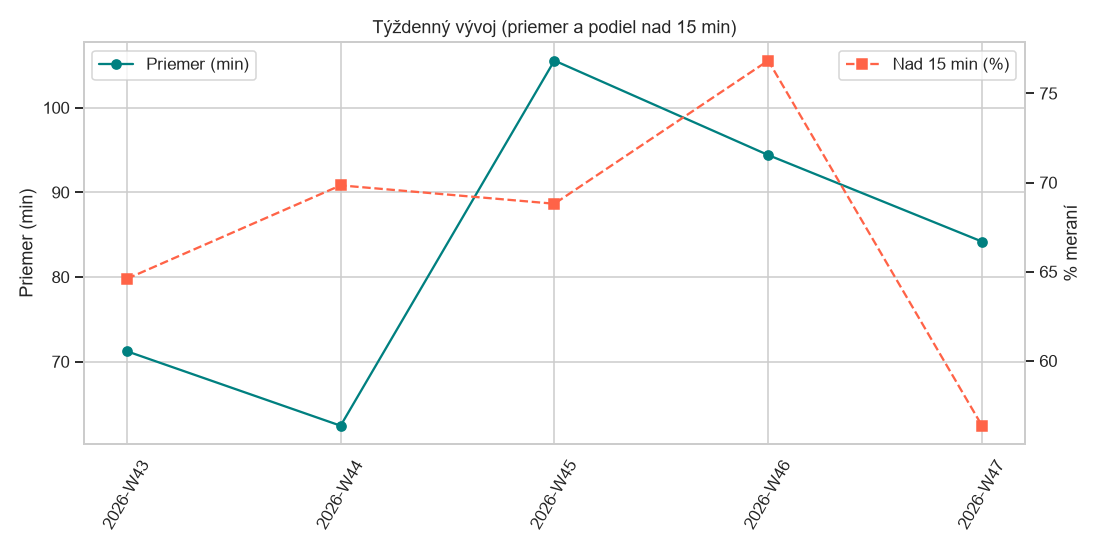 Týždenný vývoj (priemer a podiel nad 15 min)
Priemer (min)
Nad 15 min (%)
Priemer (min)
100
90
80
70
% meraní
75
70
65
60
2026-W43
2026-W44
2026-W45
2026-W46
2026-W47